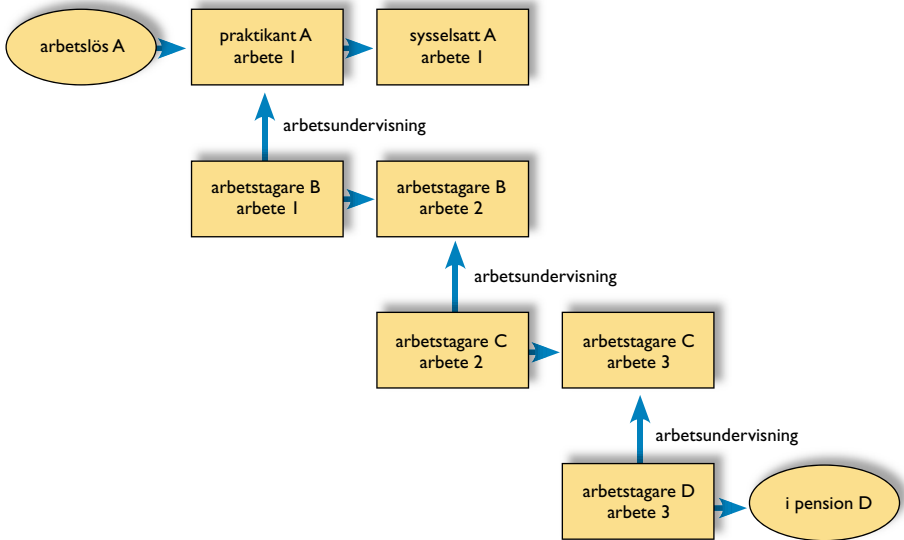 arbetslös A
praktikant A
arbete 1
sysselsatt A
arbete 1
arbetsundervisning
arbetstagare B
arbete 1
arbetstagare B
arbete 2
arbetsundervisning
arbetstagare C
arbete 2
arbetstagare C
arbete 3
arbetsundervisning
arbetstagare D
arbete 3
i pension D